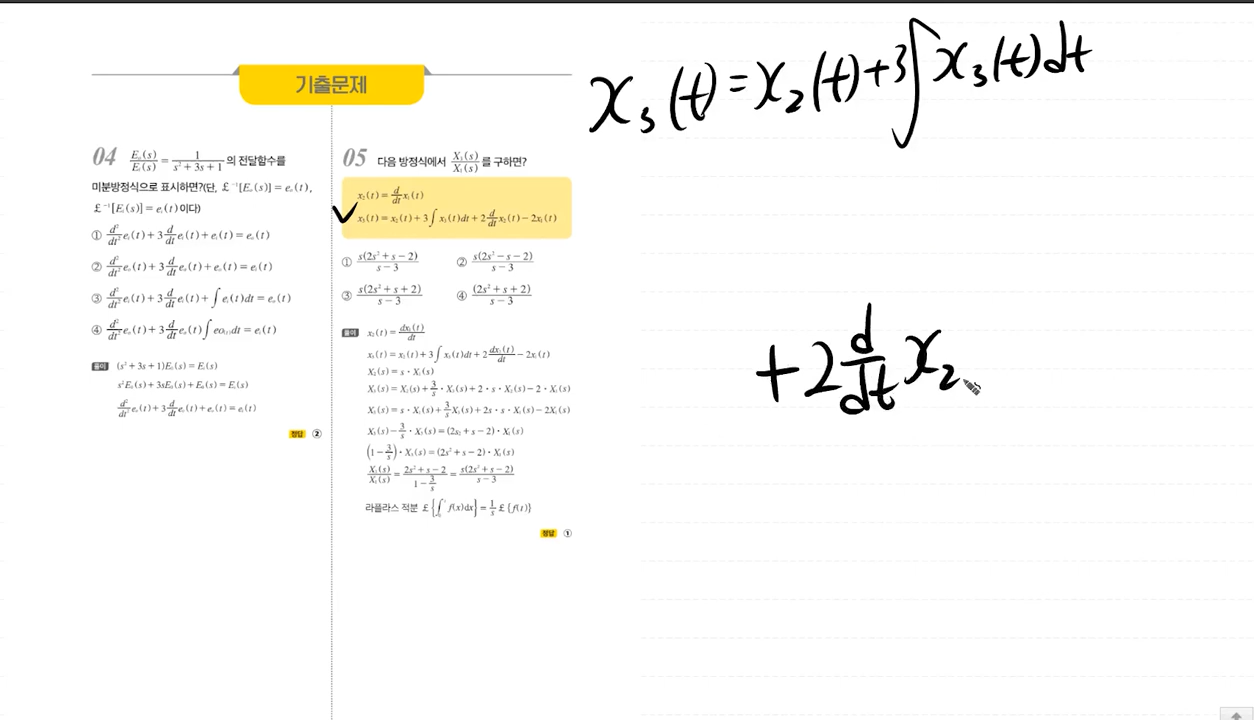 기출문제
04 E₀(s)/Eᵢ(s) = 1/(s²+3s+1) 의 전달함수를
미분방정식으로 표시하면?(단, £⁻¹[E₀(s)] = e₀(t),
£⁻¹[Eᵢ(s)] = eᵢ(t)이다)
① d²/dt² eᵢ(t) + 3 d/dt eᵢ(t) + eᵢ(t) = e₀(t)
② d²/dt² e₀(t) + 3 d/dt e₀(t) + e₀(t) = eᵢ(t)
③ d²/dt² eᵢ(t) + 3 d/dt eᵢ(t) + ∫ eᵢ(t)dt = e₀(t)
④ d²/dt² e₀(t) + 3 d/dt e₀(t) ∫ eo₍ₜ₎dt = eᵢ(t)
풀이 (s²+3s+1)E₀(s) = Eᵢ(s)
s²E₀(s) + 3sE₀(s) + E₀(s) = Eᵢ(s)
d²/dt² e₀(t) + 3 d/dt e₀(t) + e₀(t) = eᵢ(t)
정답 ②
05 다음 방정식에서 X₃(s)/X₁(s) 를 구하면?
x₂(t) = d/dt x₁(t)
x₃(t) = x₂(t) + 3∫ x₃(t)dt + 2 d/dt x₂(t) − 2x₁(t)
① s(2s²+s−2)/(s−3) ② s(2s²−s−2)/(s−3)
③ s(2s²+s+2)/(s−3) ④ (2s²+s+2)/(s−3)
풀이 x₂(t) = dx₁(t)/dt
x₃(t) = x₂(t) + 3∫ x₃(t)dt + 2 dx₂(t)/dt − 2x₁(t)
X₂(s) = s · X₁(s)
X₃(s) = X₂(s) + 3/s · X₃(s) + 2 · s · X₂(s) − 2 · X₁(s)
X₃(s) = s · X₁(s) + 3/s X₃(s) + 2s · s · X₁(s) − 2X₁(s)
X₃(s) − 3/s · X₃(s) = (2s₂ + s − 2) · X₁(s)
(1 − 3/s) · X₃(s) = (2s² + s − 2) · X₁(s)
X₃(s)/X₁(s) = (2s²+s−2)/(1−3/s) = s(2s²+s−2)/(s−3)
정답 ①
x₃(t) = x₂(t) + 3∫x₃(t)dt
+ 2 d/dt x₂